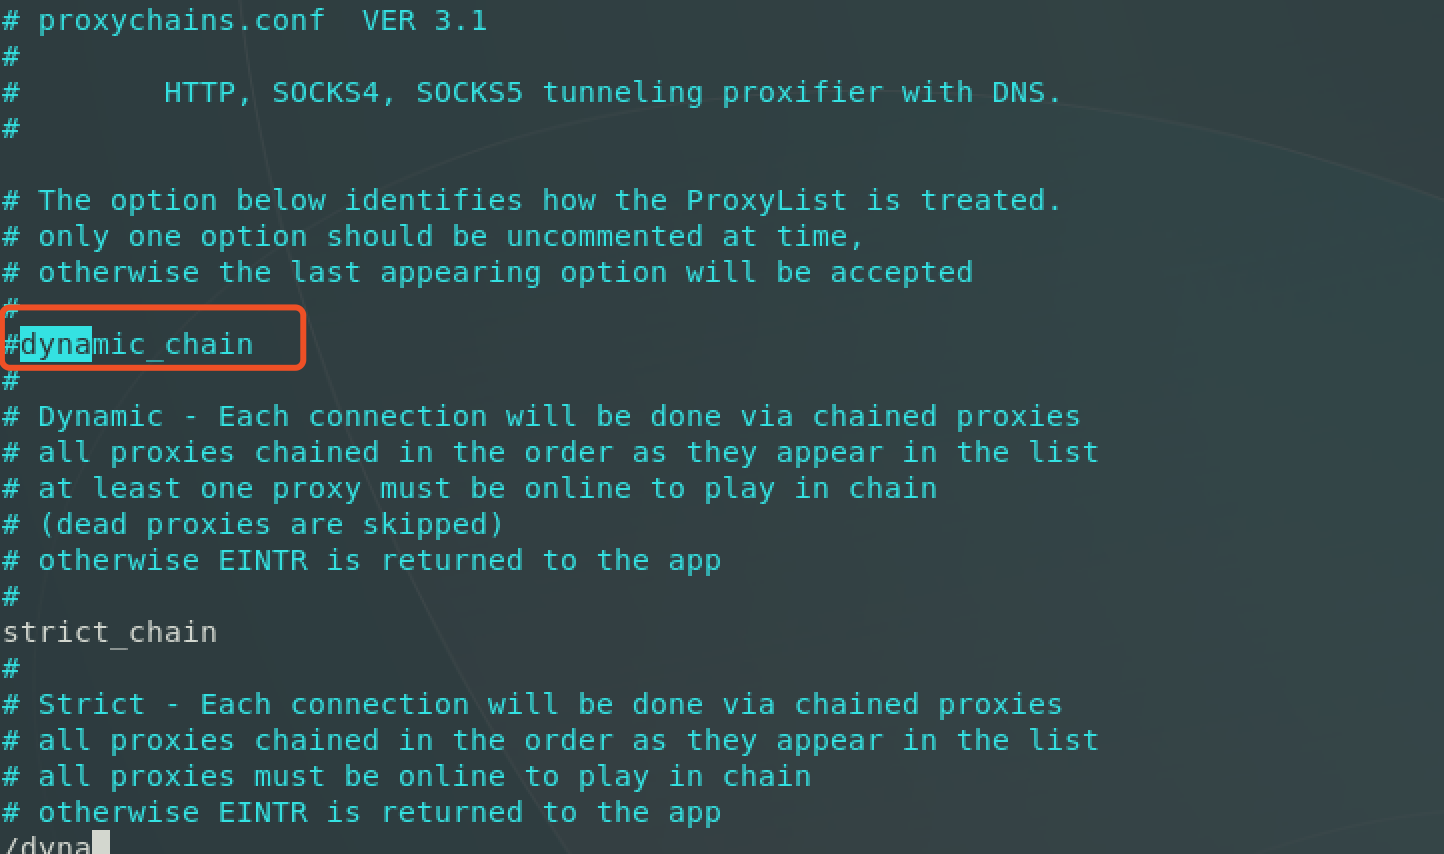 # proxychains.conf  VER 3.1
#
#        HTTP, SOCKS4, SOCKS5 tunneling proxifier with DNS.
#

# The option below identifies how the ProxyList is treated.
# only one option should be uncommented at time,
# otherwise the last appearing option will be accepted
#
#dynamic_chain
#
# Dynamic - Each connection will be done via chained proxies
# all proxies chained in the order as they appear in the list
# at least one proxy must be online to play in chain
# (dead proxies are skipped)
# otherwise EINTR is returned to the app
#
strict_chain
#
# Strict - Each connection will be done via chained proxies
# all proxies chained in the order as they appear in the list
# all proxies must be online to play in chain
# otherwise EINTR is returned to the app
/dyna